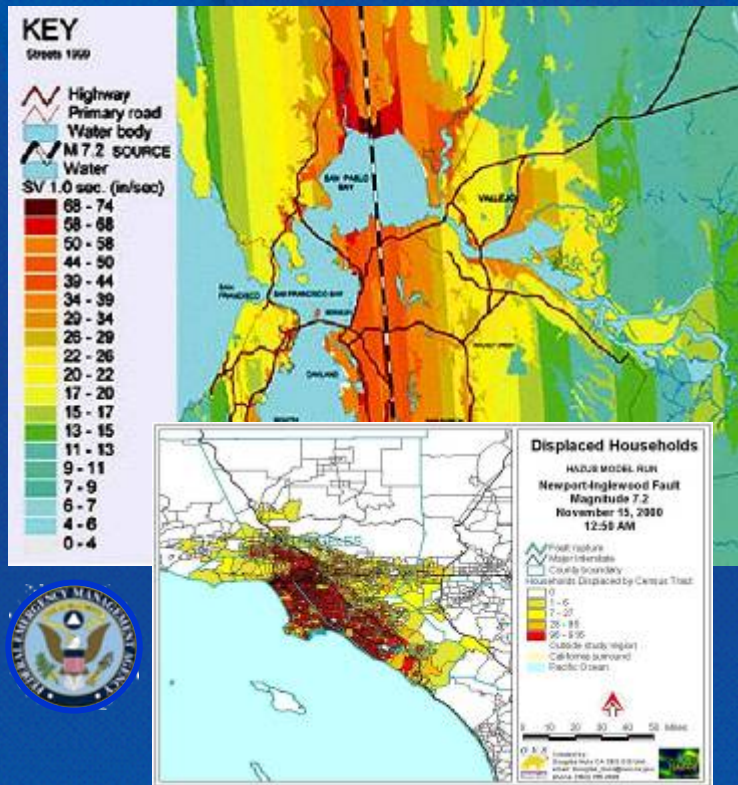 KEY
Streets 1999
Highway
Primary road
Water body
M 7.2 SOURCE
Water
SV 1.0 sec. (in/sec)
68 - 74
58 - 68
50 - 58
44 - 50
39 - 44
34 - 39
29 - 34
26 - 29
22 - 26
20 - 22
17 - 20
15 - 17
13 - 15
11 - 13
9 - 11
7 - 9
6 - 7
4 - 6
0 - 4
SAN PABLO
BAY
VALLEJO
SAN
FRANCISCO
SAN FRANCISCO BAY
OAKLAND
Displaced Households
HAZUS MODEL RUN
Newport-Inglewood Fault
Magnitude 7.2
November 15, 2000
12:50 AM
Fault rupture
Major Interstate
County boundary
Households Displaced by Census Tract
0
1 - 6
7 - 27
Outside study region
California surround
Pacific Ocean
0 10 20 30 40 50 Miles
FEDERAL EMERGENCY MANAGEMENT AGENCY